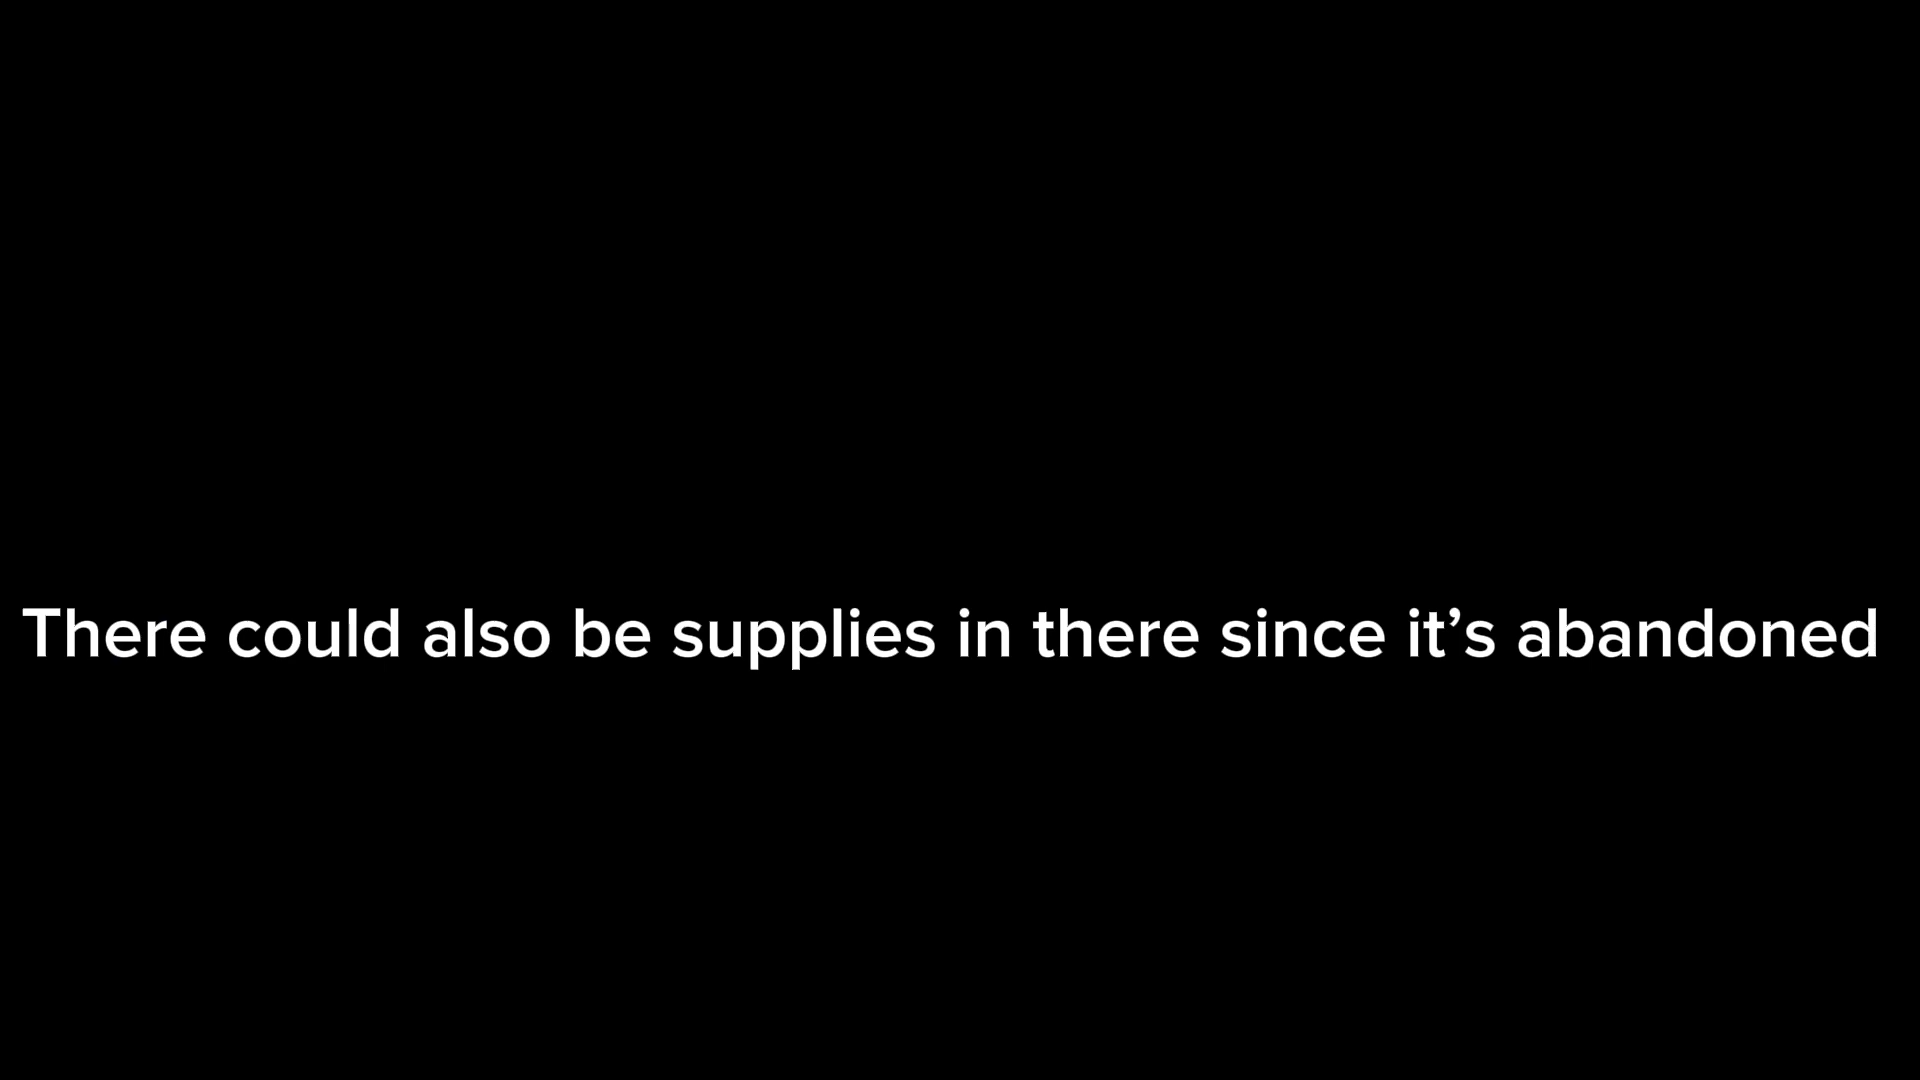 There could also be supplies in there since it’s abandoned